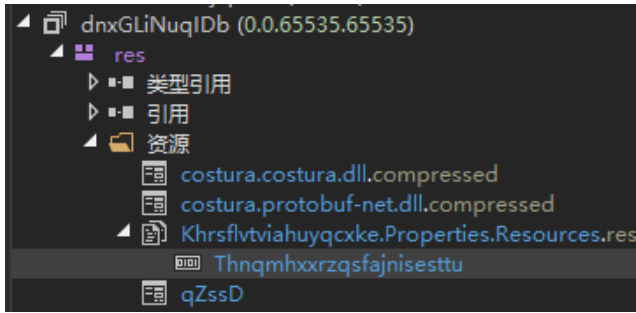 dnxGLiNuqIDb (0.0.65535.65535)
res
类型引用
引用
资源
costura.costura.dll.compressed
costura.protobuf-net.dll.compressed
Khrsflvtviahuyqcxke.Properties.Resources.res
Thnqmhxxrzqsfajnisesttu
qZssD